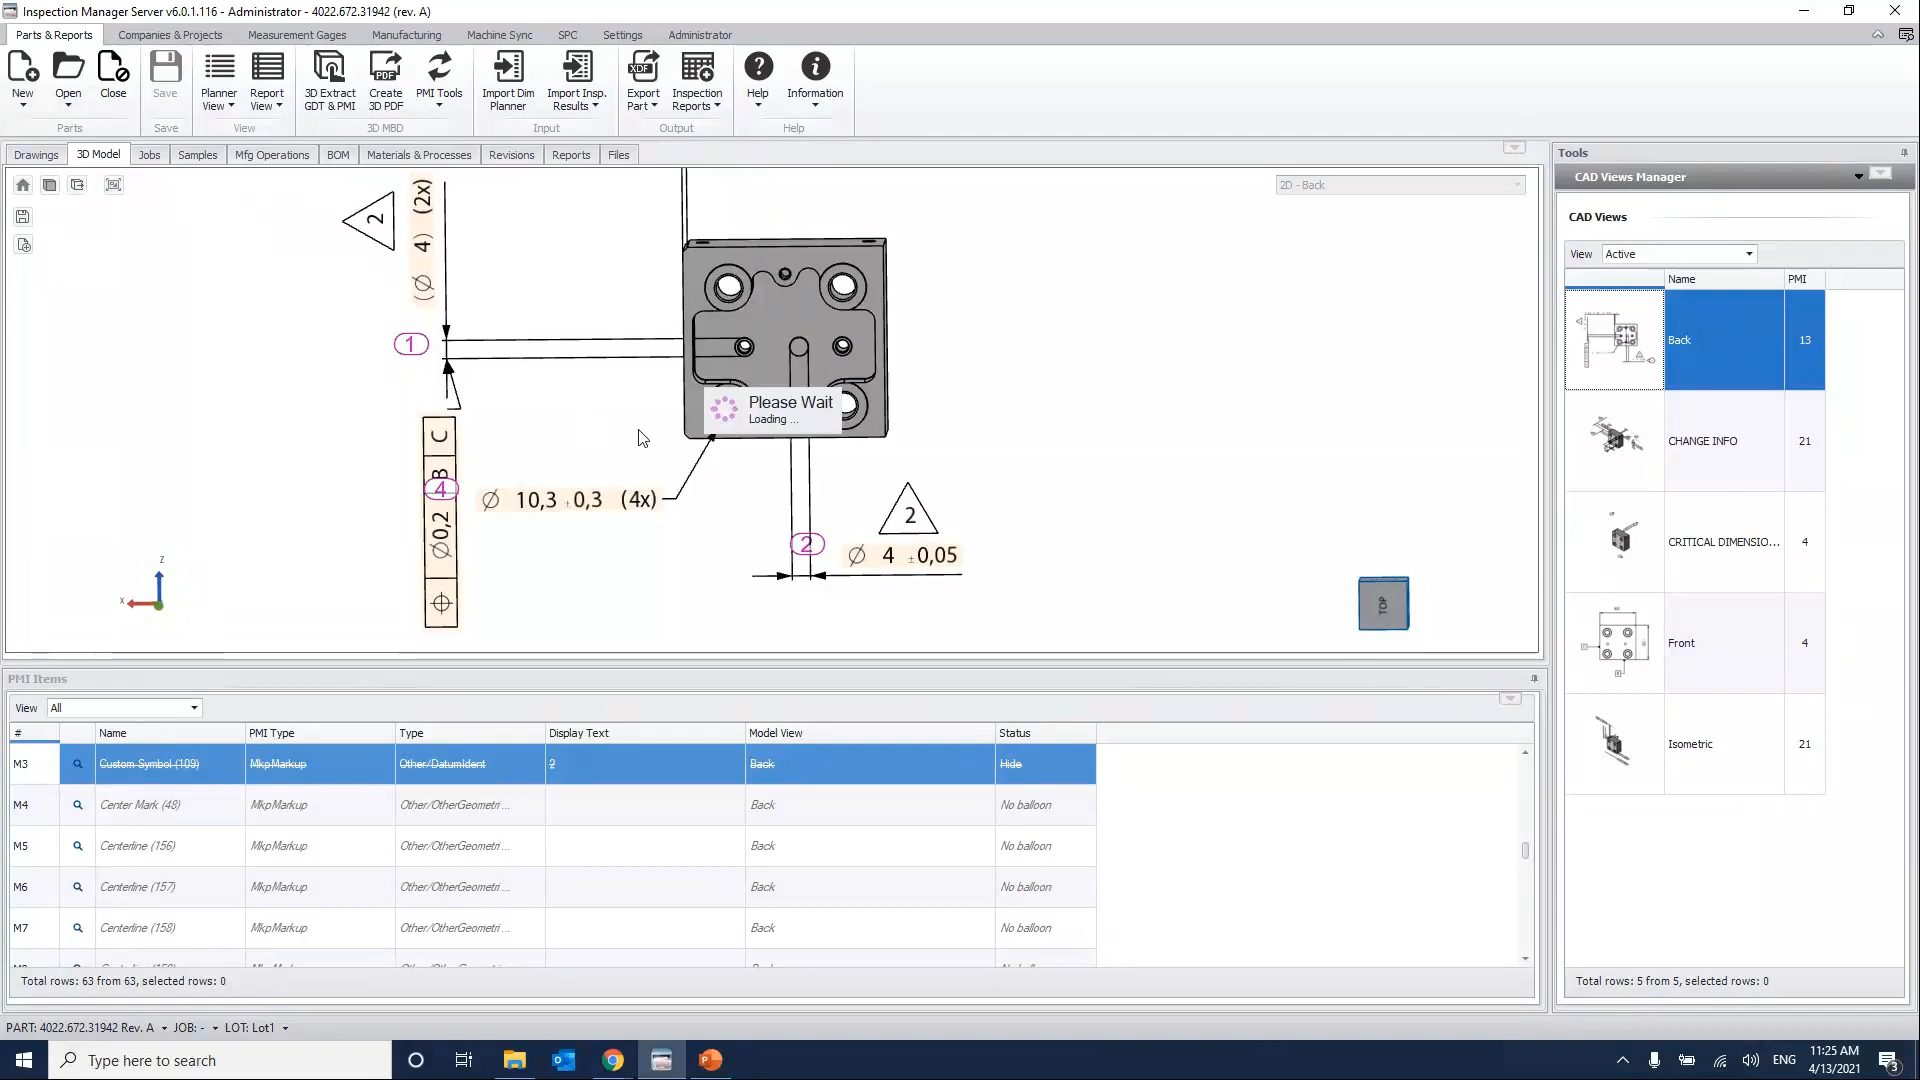 Inspection Manager Server v6.0.1.116 - Administrator - 4022.672.31942 (rev. A)
Parts & Reports
Companies & Projects
Measurement Gages
Manufacturing
Machine Sync
SPC
Settings
Administrator
New
Open
Close
Save
Planner
View
Report
View
3D Extract
GDT & PMI
Create
3D PDF
PMI Tools
Import Dim
Planner
Import Insp.
Results
Export
Part
Inspection
Reports
Help
Information
Parts
Save
View
3D MBD
Input
Output
Help
Drawings
3D Model
Jobs
Samples
Mfg Operations
BOM
Materials & Processes
Revisions
Reports
Files
2D - Back
2
(∅ 4) (2x)
1
C
B
4
∅0,2
∅ 10,3 ±0,3 (4x)
2
2
∅ 4 ±0,05
Please Wait
Loading ...
Z
X
TOP
Tools
CAD Views Manager
CAD Views
View Active
Name PMI
Back 13
CHANGE INFO 21
CRITICAL DIMENSIO... 4
Front 4
Isometric 21
Total rows: 5 from 5, selected rows: 0
PMI Items
View All
# Name PMI Type Type Display Text Model View Status
M3 Custom Symbol (109) MkpMarkup Other/DatumIdent 2 Back Hide
M4 Center Mark (48) MkpMarkup Other/OtherGeometri ... Back No balloon
M5 Centerline (156) MkpMarkup Other/OtherGeometri ... Back No balloon
M6 Centerline (157) MkpMarkup Other/OtherGeometri ... Back No balloon
M7 Centerline (158) MkpMarkup Other/OtherGeometri ... Back No balloon
Total rows: 63 from 63, selected rows: 0
PART: 4022.672.31942 Rev. A JOB: - LOT: Lot1
Type here to search
ENG
11:25 AM
4/13/2021
3